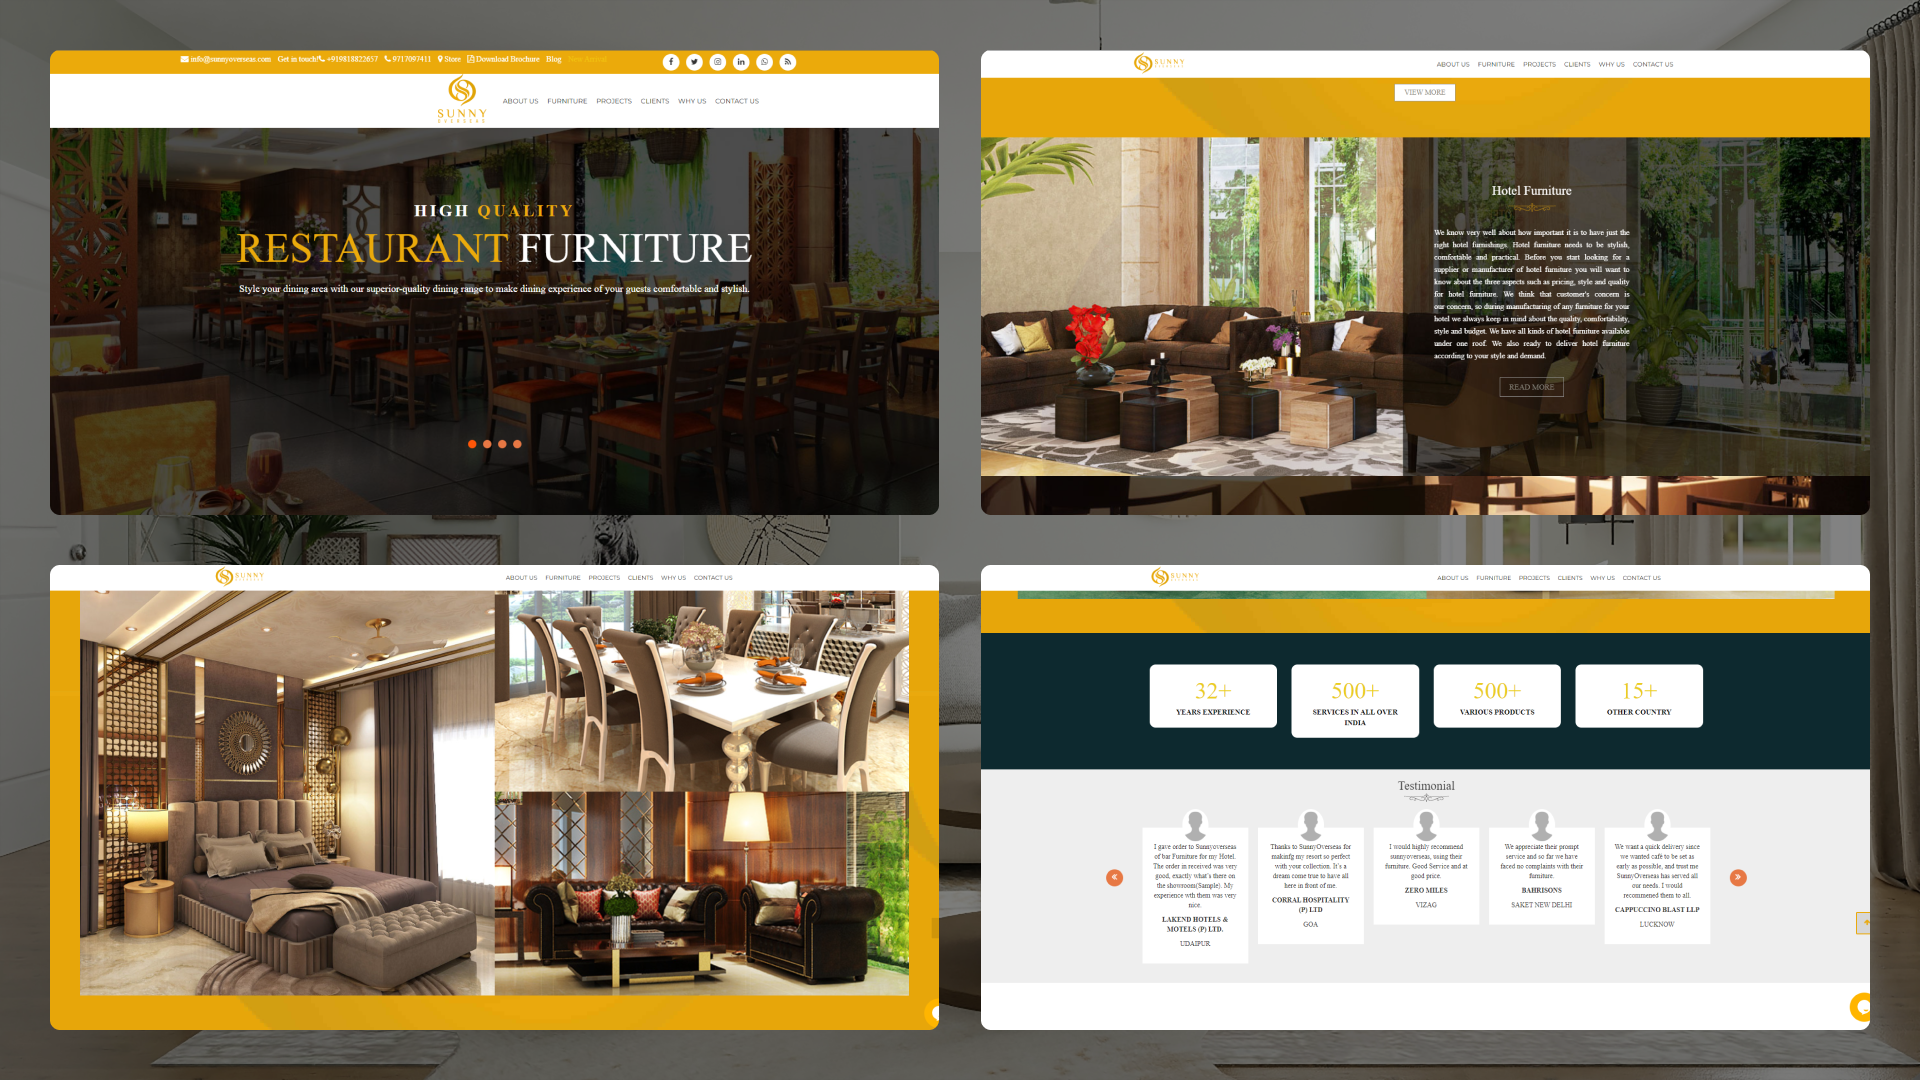 info@sunnyoverseas.com Get in touch! +919818822657 9717097411 Store Download Brochure Blog New Arrival
SUNNY
OVERSEAS
ABOUT US FURNITURE PROJECTS CLIENTS WHY US CONTACT US
HIGH QUALITY
RESTAURANT FURNITURE
Style your dining area with our superior-quality dining range to make dining experience of your guests comfortable and stylish.
SUNNY
ABOUT US FURNITURE PROJECTS CLIENTS WHY US CONTACT US
VIEW MORE
Hotel Furniture
We know very well about how important it is to have just the
right hotel furnishings. Hotel furniture needs to be stylish,
comfortable and practical. Before you start looking for a
supplier or manufacturer of hotel furniture you will want to
know about the three aspects such as pricing, style and quality
for hotel furniture. We think that customer's concern is
our concern, so during manufacturing of any furniture for your
hotel we always keep in mind about the quality, comfortability,
style and budget. We have all kinds of hotel furniture available
under one roof. We also ready to deliver hotel furniture
according to your style and demand.
READ MORE
SUNNY
ABOUT US FURNITURE PROJECTS CLIENTS WHY US CONTACT US
SUNNY
ABOUT US FURNITURE PROJECTS CLIENTS WHY US CONTACT US
32+
YEARS EXPERIENCE
500+
SERVICES IN ALL OVER
INDIA
500+
VARIOUS PRODUCTS
15+
OTHER COUNTRY
Testimonial
I gave order to Sunnyoverseas
of bar Furniture for my Hotel.
The order m received was very
good, exactly what's there on
the showroom(Sample). My
experience wth them was very
nice.
LAKEND HOTELS &
MOTELS (P) LTD.
UDAIPUR
Thanks to SunnyOverseas for
makinfg my resort so perfect
with your collection. It's a
dream come true to have all
here in front of me.
CORRAL HOSPITALITY
(P) LTD
GOA
I would highly recommend
sunnyoverseas, using their
furniture. Good Service and at
good price.
ZERO MILES
VIZAG
We appreciate their prompt
service and so far we have
faced no complaints with their
furniture.
BAHRISONS
SAKET NEW DELHI
We want a quick delivery since
we wanted café to be set as
early as possible, and trust me
SunnyOverseas has served all
our needs. I would
recommened them to all.
CAPPUCCINO BLAST LLP
LUCKNOW